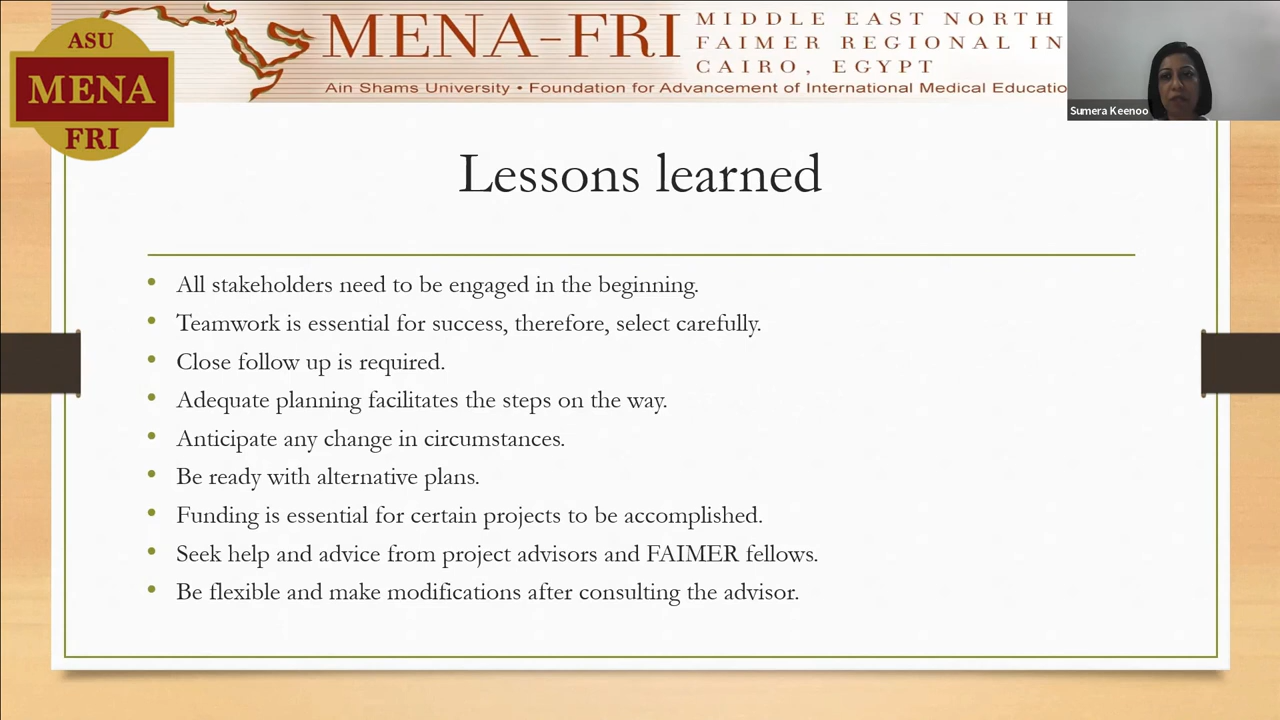 ASU
MENA
FRI
MENA-FRI
MIDDLE EAST NORTH
FAIMER REGIONAL IN
CAIRO, EGYPT
Ain Shams University • Foundation for Advancement of International Medical Educatio
Sumera Keenoo
Lessons learned
• All stakeholders need to be engaged in the beginning.
• Teamwork is essential for success, therefore, select carefully.
• Close follow up is required.
• Adequate planning facilitates the steps on the way.
• Anticipate any change in circumstances.
• Be ready with alternative plans.
• Funding is essential for certain projects to be accomplished.
• Seek help and advice from project advisors and FAIMER fellows.
• Be flexible and make modifications after consulting the advisor.